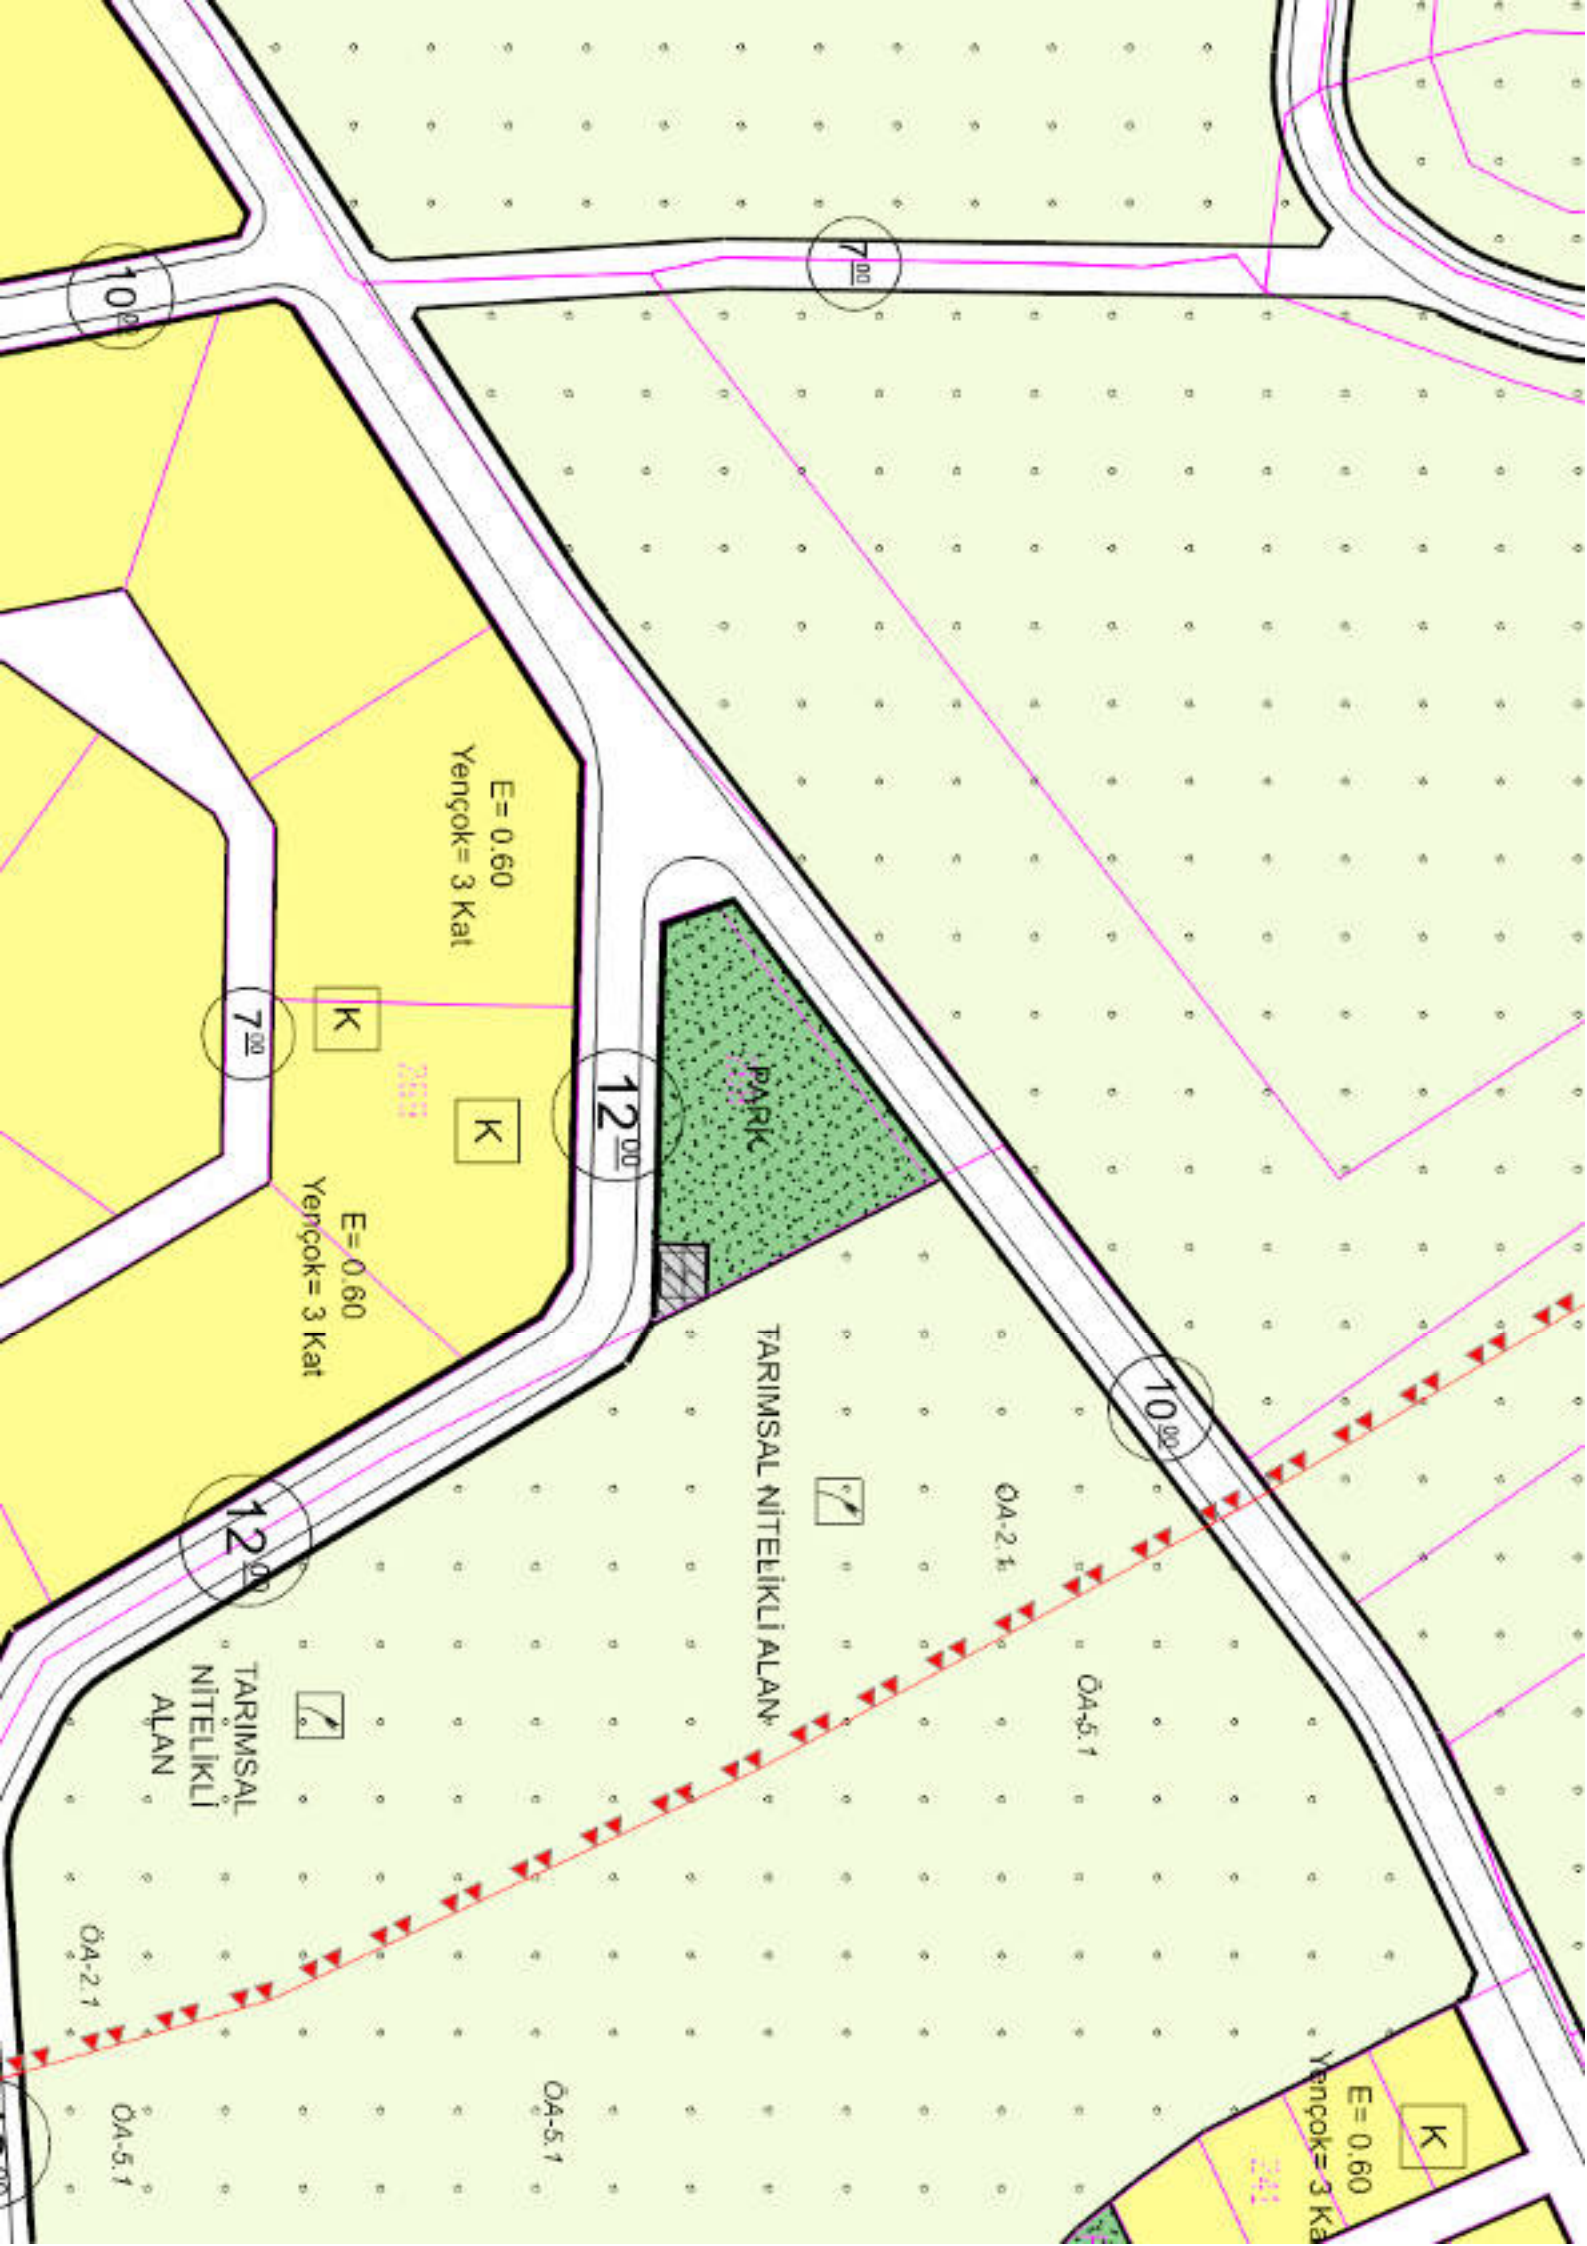 10.00
7.00
E= 0.60
Yençok= 3 Kat
K
7.00
K
12.00
PARK
E= 0.60
Yençok= 3 Kat
TARIMSAL NİTELİKLİ ALAN
10.00
ÖA-2.1
12.00
TARIMSAL
NİTELİKLİ
ALAN
ÖA-5.1
ÖA-2.1
ÖA-5.1
ÖA-5.1
K
E= 0.60
Yençok= 3 Ka
241